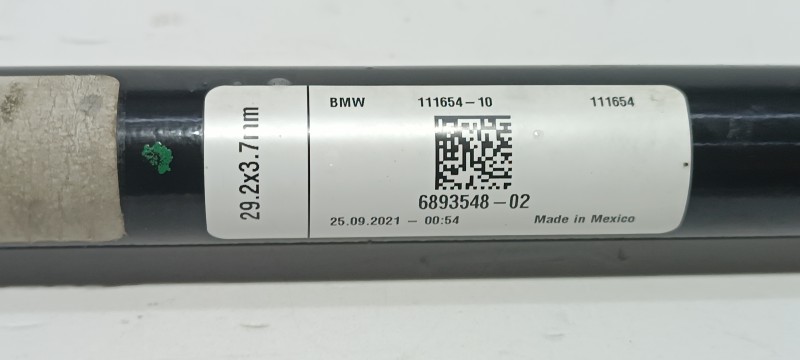 29.2x3.7mm
BMW 111654-10 111654
6893548-02
25.09.2021 - 00:54 Made in Mexico